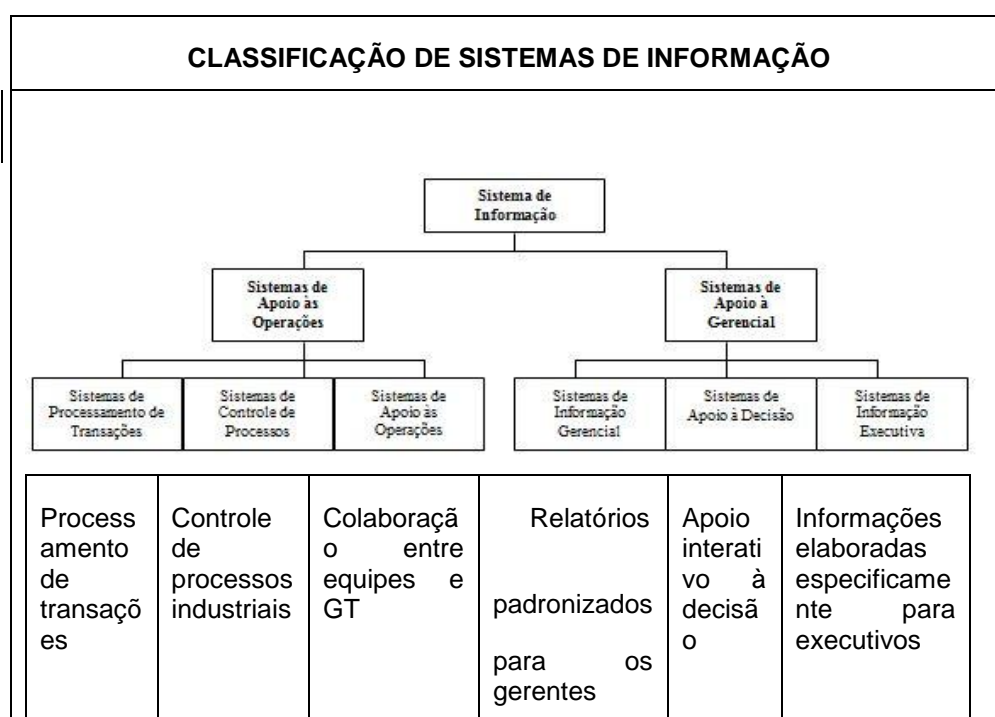 CLASSIFICAÇÃO DE SISTEMAS DE INFORMAÇÃO
Sistema de
Informação
Sistemas de
Apoio às
Operações
Sistemas de
Apoio à
Gerencial
Sistemas de
Processamento de
Transações
Sistemas de
Controle de
Processos
Sistemas de
Apoio às
Operações
Sistemas de
Informação
Gerencial
Sistemas de
Apoio à Decisão
Sistemas de
Informação
Executiva
Process
amento
de
transaçõ
es
Controle
de
processos
industriais
Colaboraçã
o entre
equipes e
GT
Relatórios
padronizados
para os
gerentes
Apoio
interati
vo à
decisã
o
Informações
elaboradas
especificame
nte para
executivos